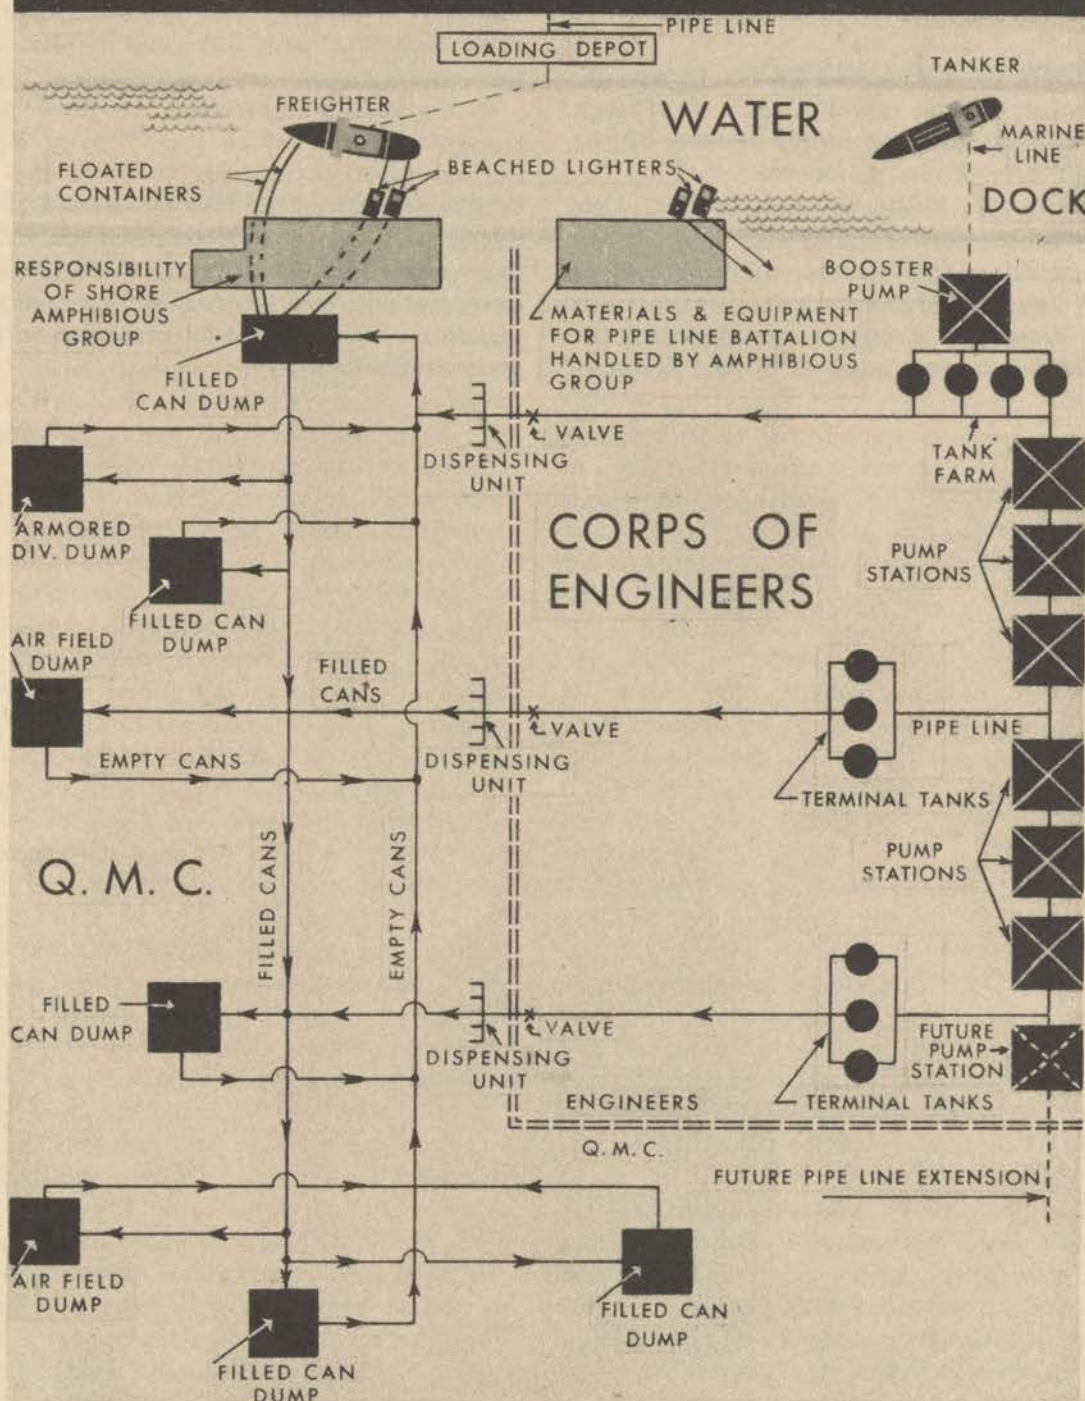 PIPE LINE
LOADING DEPOT
TANKER
FREIGHTER
WATER
MARINE
LINE
FLOATED
CONTAINERS
BEACHED LIGHTERS
DOCK
RESPONSIBILITY
OF SHORE
AMPHIBIOUS
GROUP
BOOSTER
PUMP
MATERIALS & EQUIPMENT
FOR PIPE LINE BATTALION
HANDLED BY AMPHIBIOUS
GROUP
FILLED
CAN DUMP
VALVE
DISPENSING
UNIT
TANK
FARM
ARMORED
DIV. DUMP
CORPS OF
ENGINEERS
PUMP
STATIONS
FILLED CAN
DUMP
AIR FIELD
DUMP
FILLED
CANS
VALVE
PIPE LINE
EMPTY CANS
DISPENSING
UNIT
TERMINAL TANKS
Q. M. C.
FILLED CANS
EMPTY CANS
PUMP
STATIONS
FILLED
CAN DUMP
VALVE
DISPENSING
UNIT
FUTURE
PUMP
STATION
ENGINEERS
TERMINAL TANKS
Q. M. C.
FUTURE PIPE LINE EXTENSION
AIR FIELD
DUMP
FILLED CAN
DUMP
FILLED CAN
DUMP